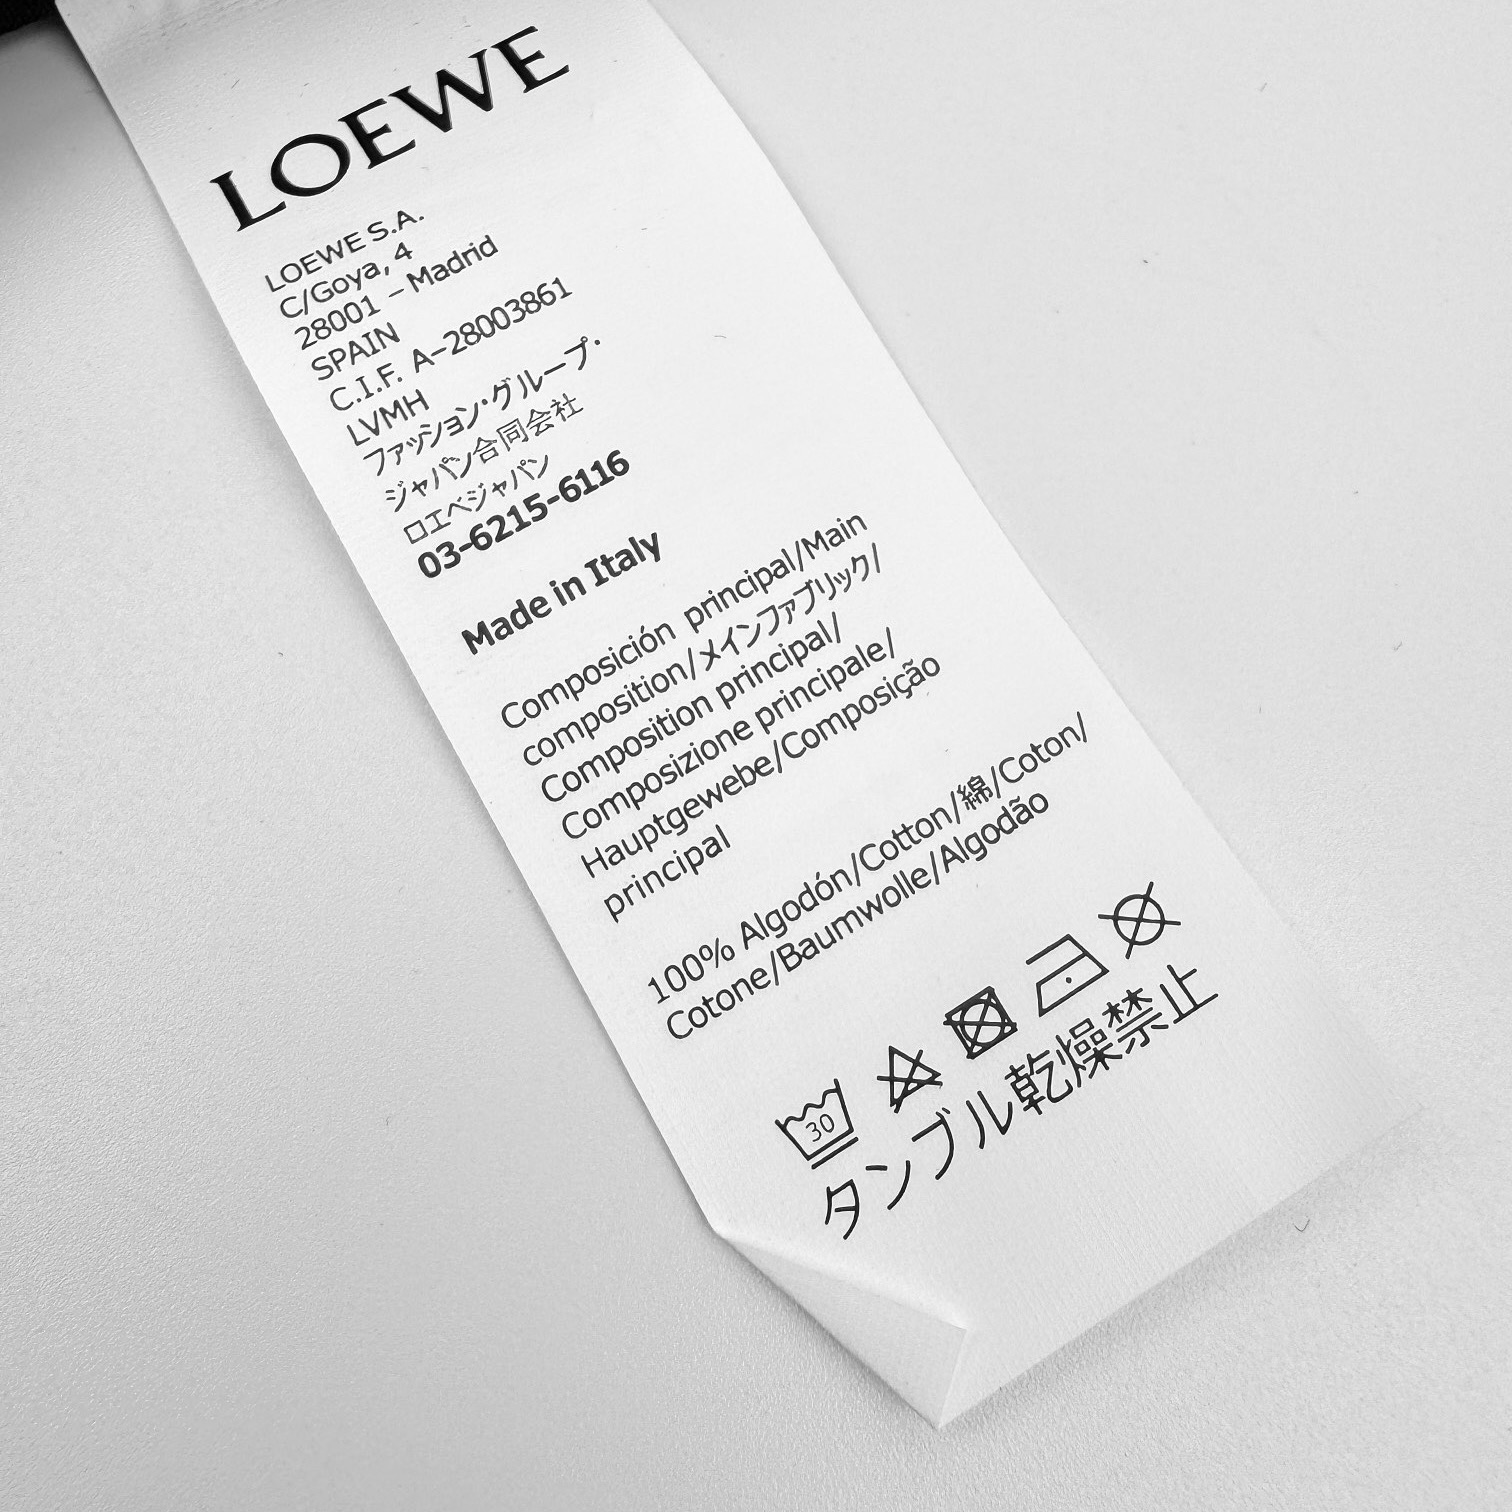 LOEWE
LOEWE S.A.
C/Goya, 4
28001 – Madrid
SPAIN
C.I.F. A–28003861
LVMH
ファッション・グループ・
ジャパン合同会社
ロエベジャパン
03-6215-6116
Made in Italy
Composición principal/Main
composition/メインファブリック/
Composition principal/
Composizione principale/
Hauptgewebe/Composição
principal
100% Algodón/Cotton/綿/Coton/
Cotone/Baumwolle/Algodão
30
タンブル乾燥禁止